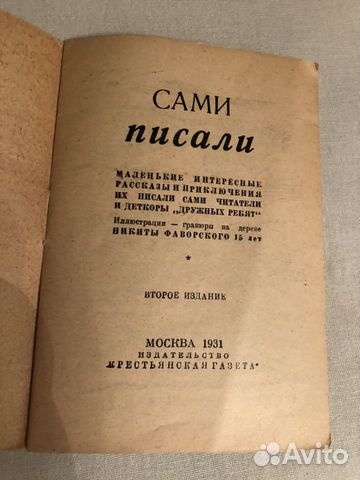 САМИ
писали
МАЛЕНЬКИЕ ИНТЕРЕСНЫЕ
РАССКАЗЫ И ПРИКЛЮЧЕНИЯ
ИХ ПИСАЛИ САМИ ЧИТАТЕЛИ
И ДЕТКОРЫ „ДРУЖНЫХ РЕБЯТ“
Иллюстрации — гравюры на дереве
НИКИТЫ ФАВОРСКОГО 15 лет
*
ВТОРОЕ ИЗДАНИЕ
МОСКВА 1931
ИЗДАТЕЛЬСТВО
„КРЕСТЬЯНСКАЯ ГАЗЕТА“
Avito